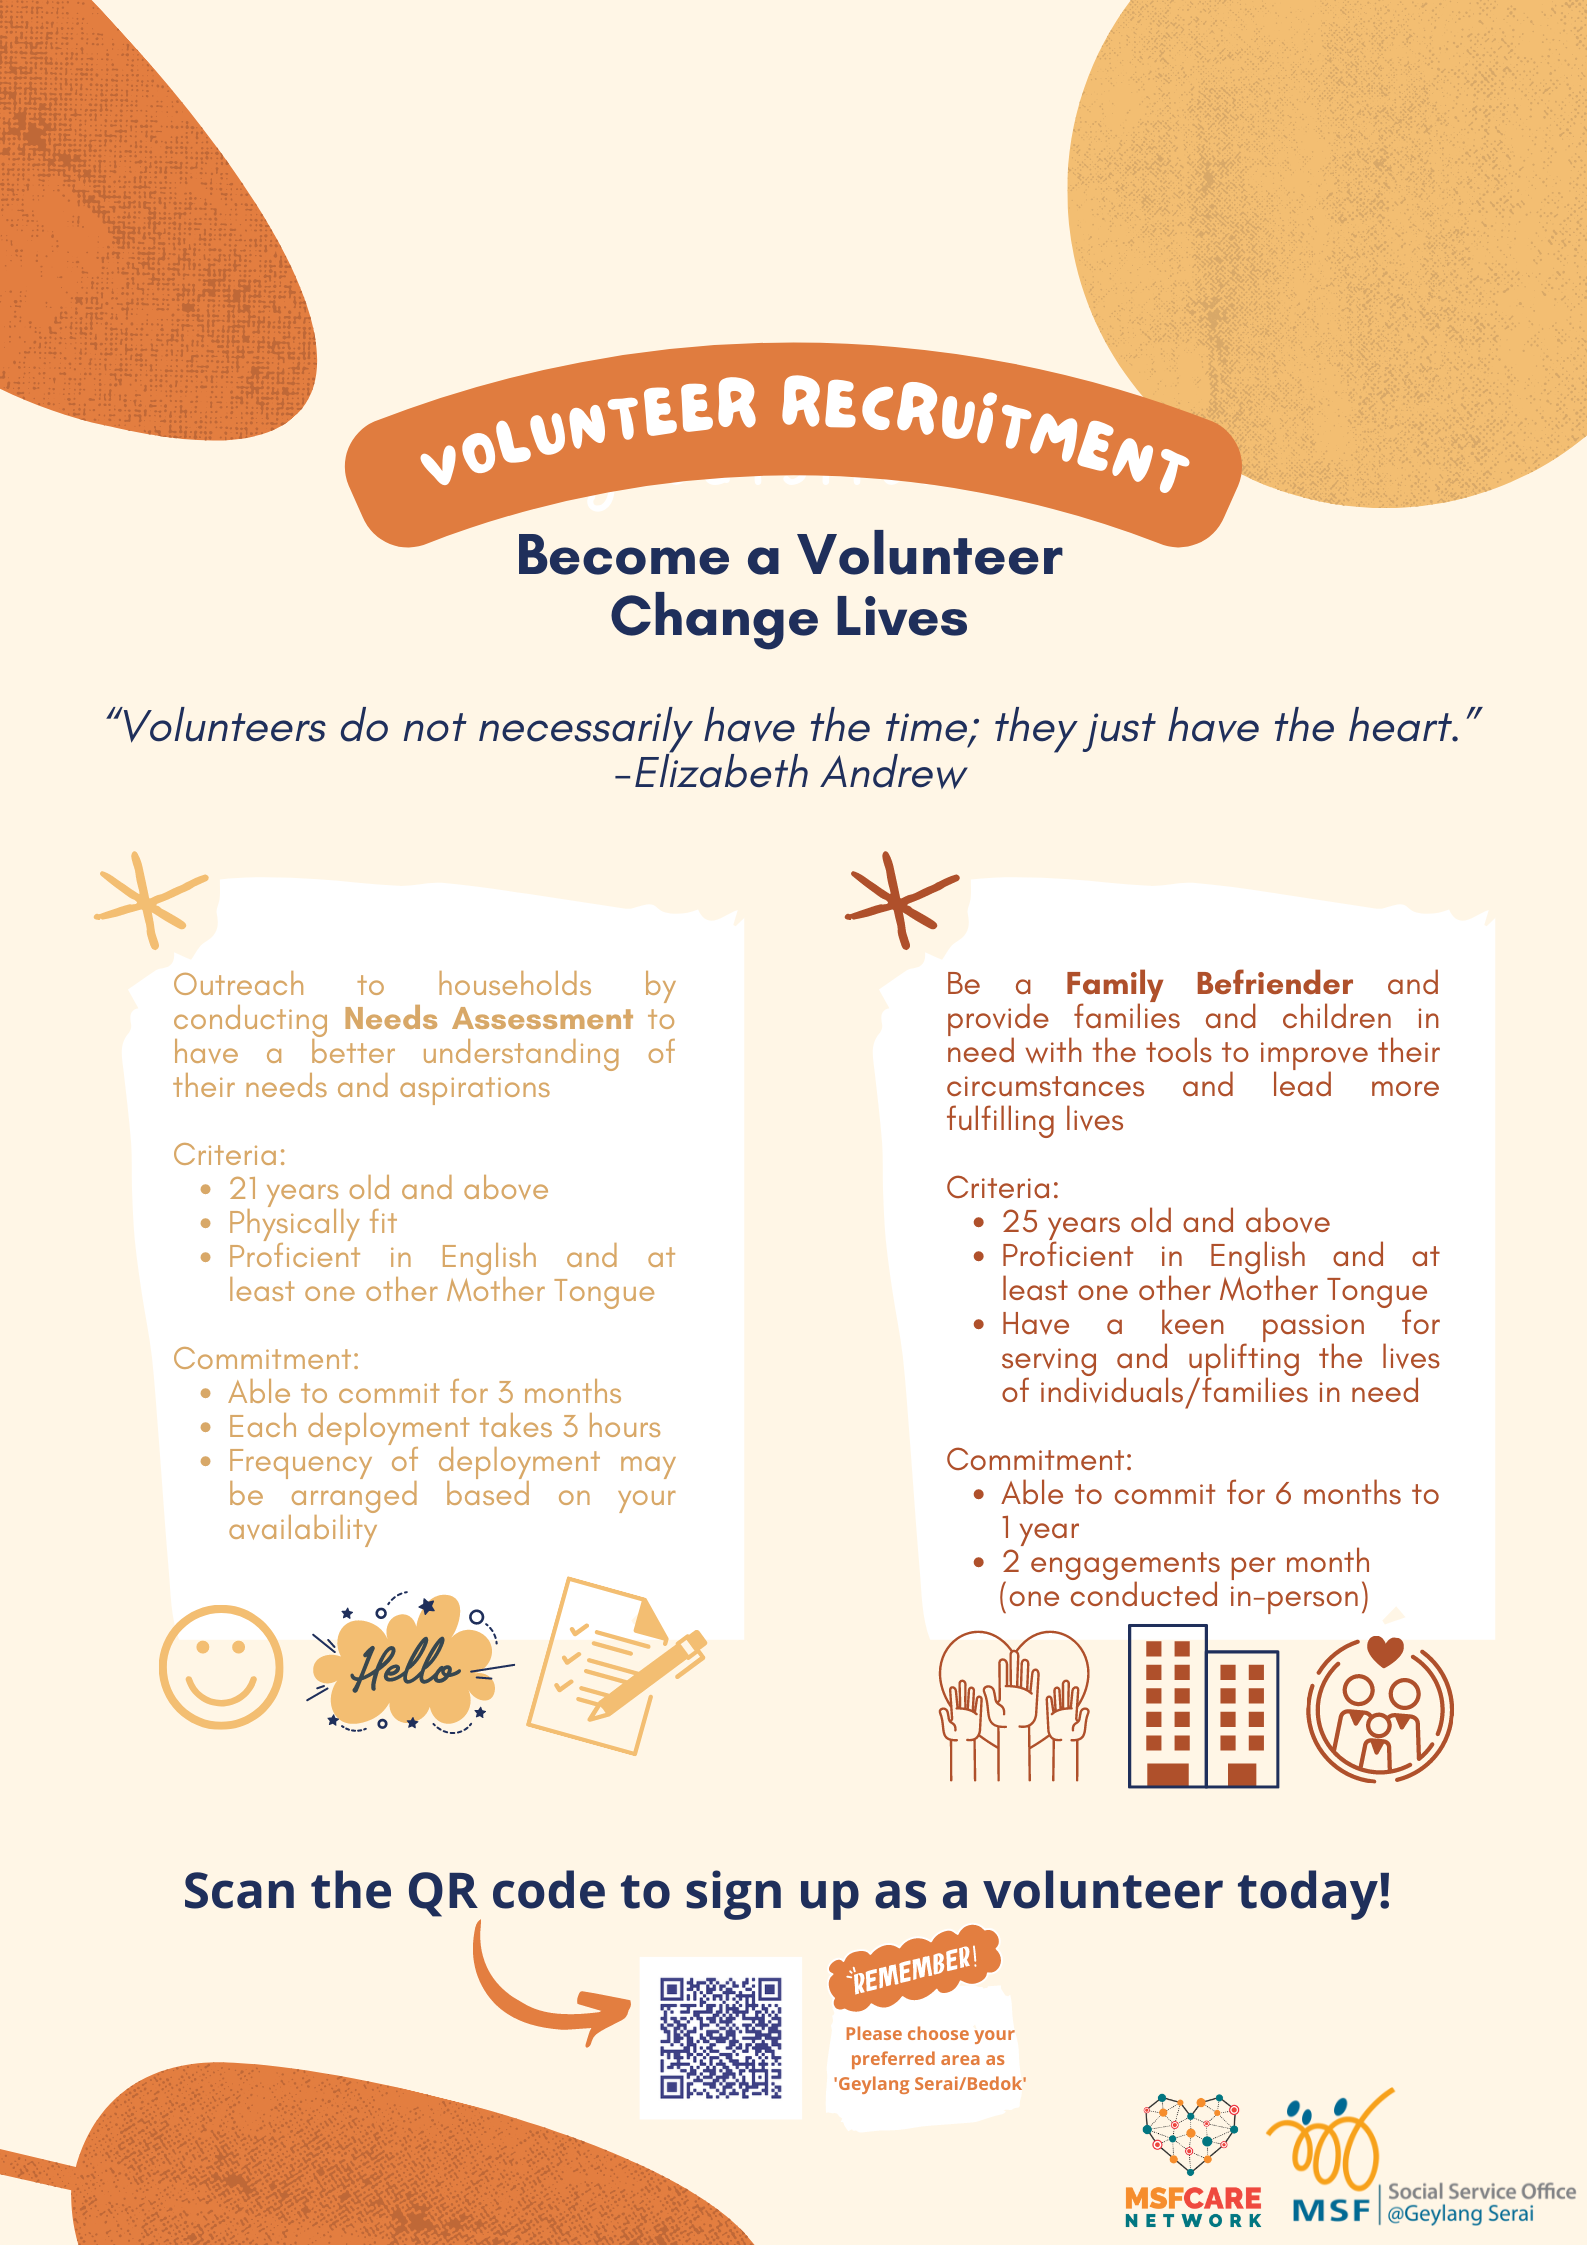 VOLUNTEER RECRUITMENT
Become a Volunteer
Change Lives
“Volunteers do not necessarily have the time; they just have the heart.”
-Elizabeth Andrew
Outreach to households by
conducting Needs Assessment to
have a better understanding of
their needs and aspirations
Criteria:
• 21 years old and above
• Physically fit
• Proficient in English and at
least one other Mother Tongue
Commitment:
• Able to commit for 3 months
• Each deployment takes 3 hours
• Frequency of deployment may
be arranged based on your
availability
Hello
Be a Family Befriender and
provide families and children in
need with the tools to improve their
circumstances and lead more
fulfilling lives
Criteria:
• 25 years old and above
• Proficient in English and at
least one other Mother Tongue
• Have a keen passion for
serving and uplifting the lives
of individuals/families in need
Commitment:
• Able to commit for 6 months to
1 year
• 2 engagements per month
(one conducted in-person)
Scan the QR code to sign up as a volunteer today!
REMEMBER!
Please choose your
preferred area as
'Geylang Serai/Bedok'
MSFCARE
NETWORK
MSF
Social Service Office
@Geylang Serai